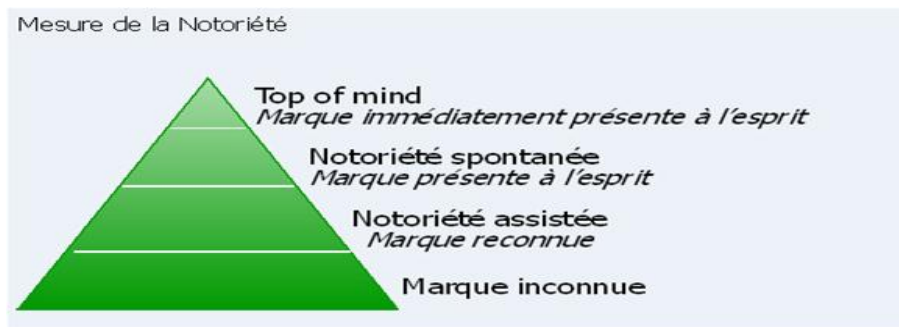 Mesure de la Notoriété
Top of mind
Marque immédiatement présente à l'esprit
Notoriété spontanée
Marque présente à l'esprit
Notoriété assistée
Marque reconnue
Marque inconnue